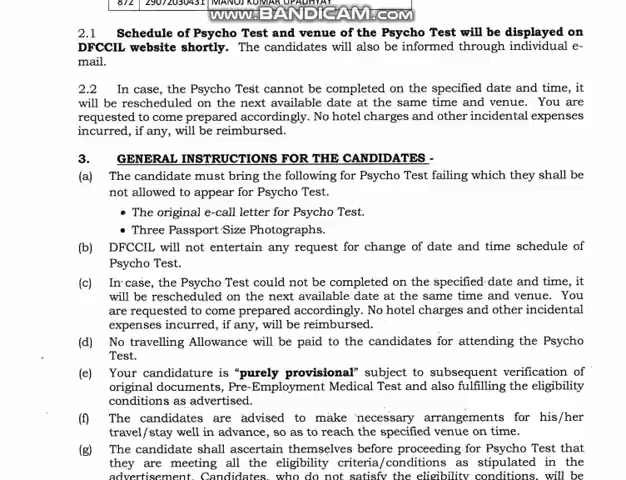 872 29072030431 MANOJ KUMAR UPADHYAY
www.BANDICAM.com
2.1 Schedule of Psycho Test and venue of the Psycho Test will be displayed on
DFCCIL website shortly. The candidates will also be informed through individual e-
mail.
2.2 In case, the Psycho Test cannot be completed on the specified date and time, it
will be rescheduled on the next available date at the same time and venue. You are
requested to come prepared accordingly. No hotel charges and other incidental expenses
incurred, if any, will be reimbursed.
3. GENERAL INSTRUCTIONS FOR THE CANDIDATES -
(a) The candidate must bring the following for Psycho Test failing which they shall be
not allowed to appear for Psycho Test.
• The original e-call letter for Psycho Test.
• Three Passport Size Photographs.
(b) DFCCIL will not entertain any request for change of date and time schedule of
Psycho Test.
(c) In case, the Psycho Test could not be completed on the specified date and time, it
will be rescheduled on the next available date at the same time and venue. You
are requested to come prepared accordingly. No hotel charges and other incidental
expenses incurred, if any, will be reimbursed.
(d) No travelling Allowance will be paid to the candidates for attending the Psycho
Test.
(e) Your candidature is "purely provisional" subject to subsequent verification of
original documents, Pre-Employment Medical Test and also fulfilling the eligibility
conditions as advertised.
(f) The candidates are advised to make necessary arrangements for his/her
travel/stay well in advance, so as to reach the specified venue on time.
(g) The candidate shall ascertain themselves before proceeding for Psycho Test that
they are meeting all the eligibility criteria/conditions as stipulated in the
advertisement. Candidates, who do not satisfy the eligibility conditions, will be